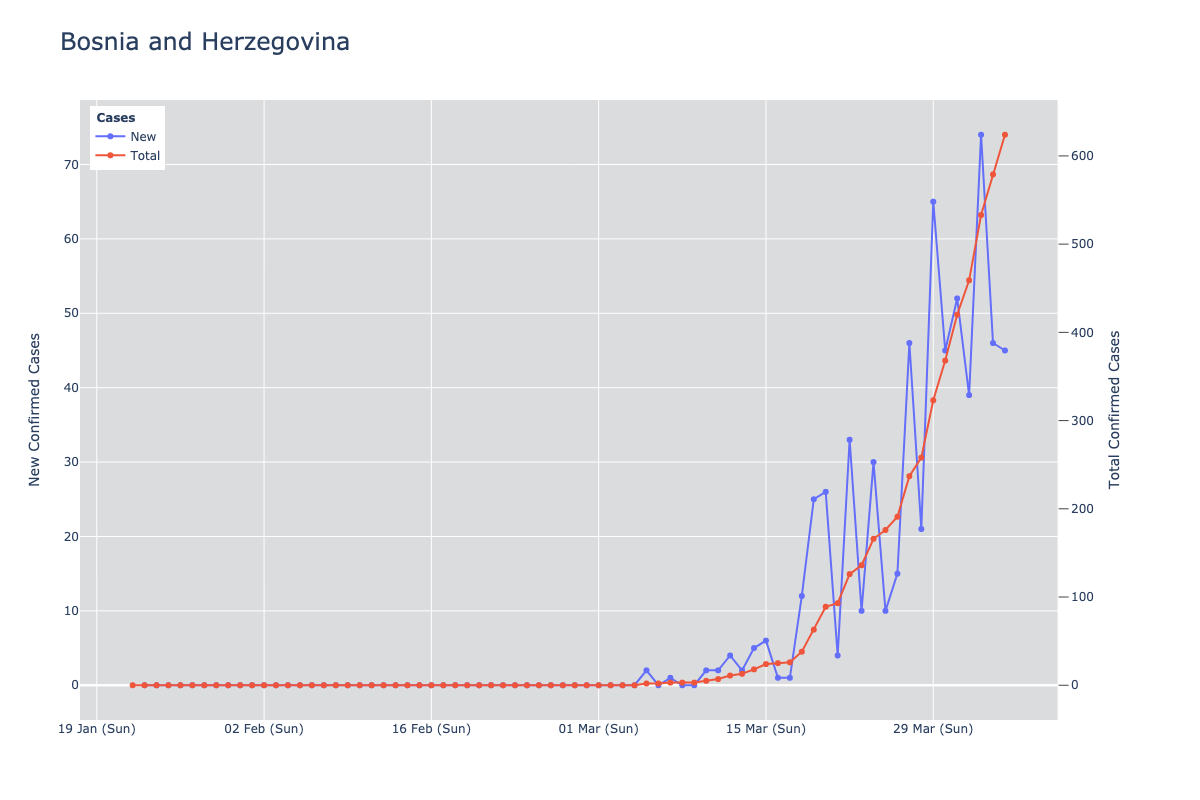 Bosnia and Herzegovina
Cases
New
Total
New Confirmed Cases
70
60
50
40
30
20
10
0
600
500
400
300
200
100
0
Total Confirmed Cases
19 Jan (Sun) 02 Feb (Sun) 16 Feb (Sun) 01 Mar (Sun) 15 Mar (Sun) 29 Mar (Sun)